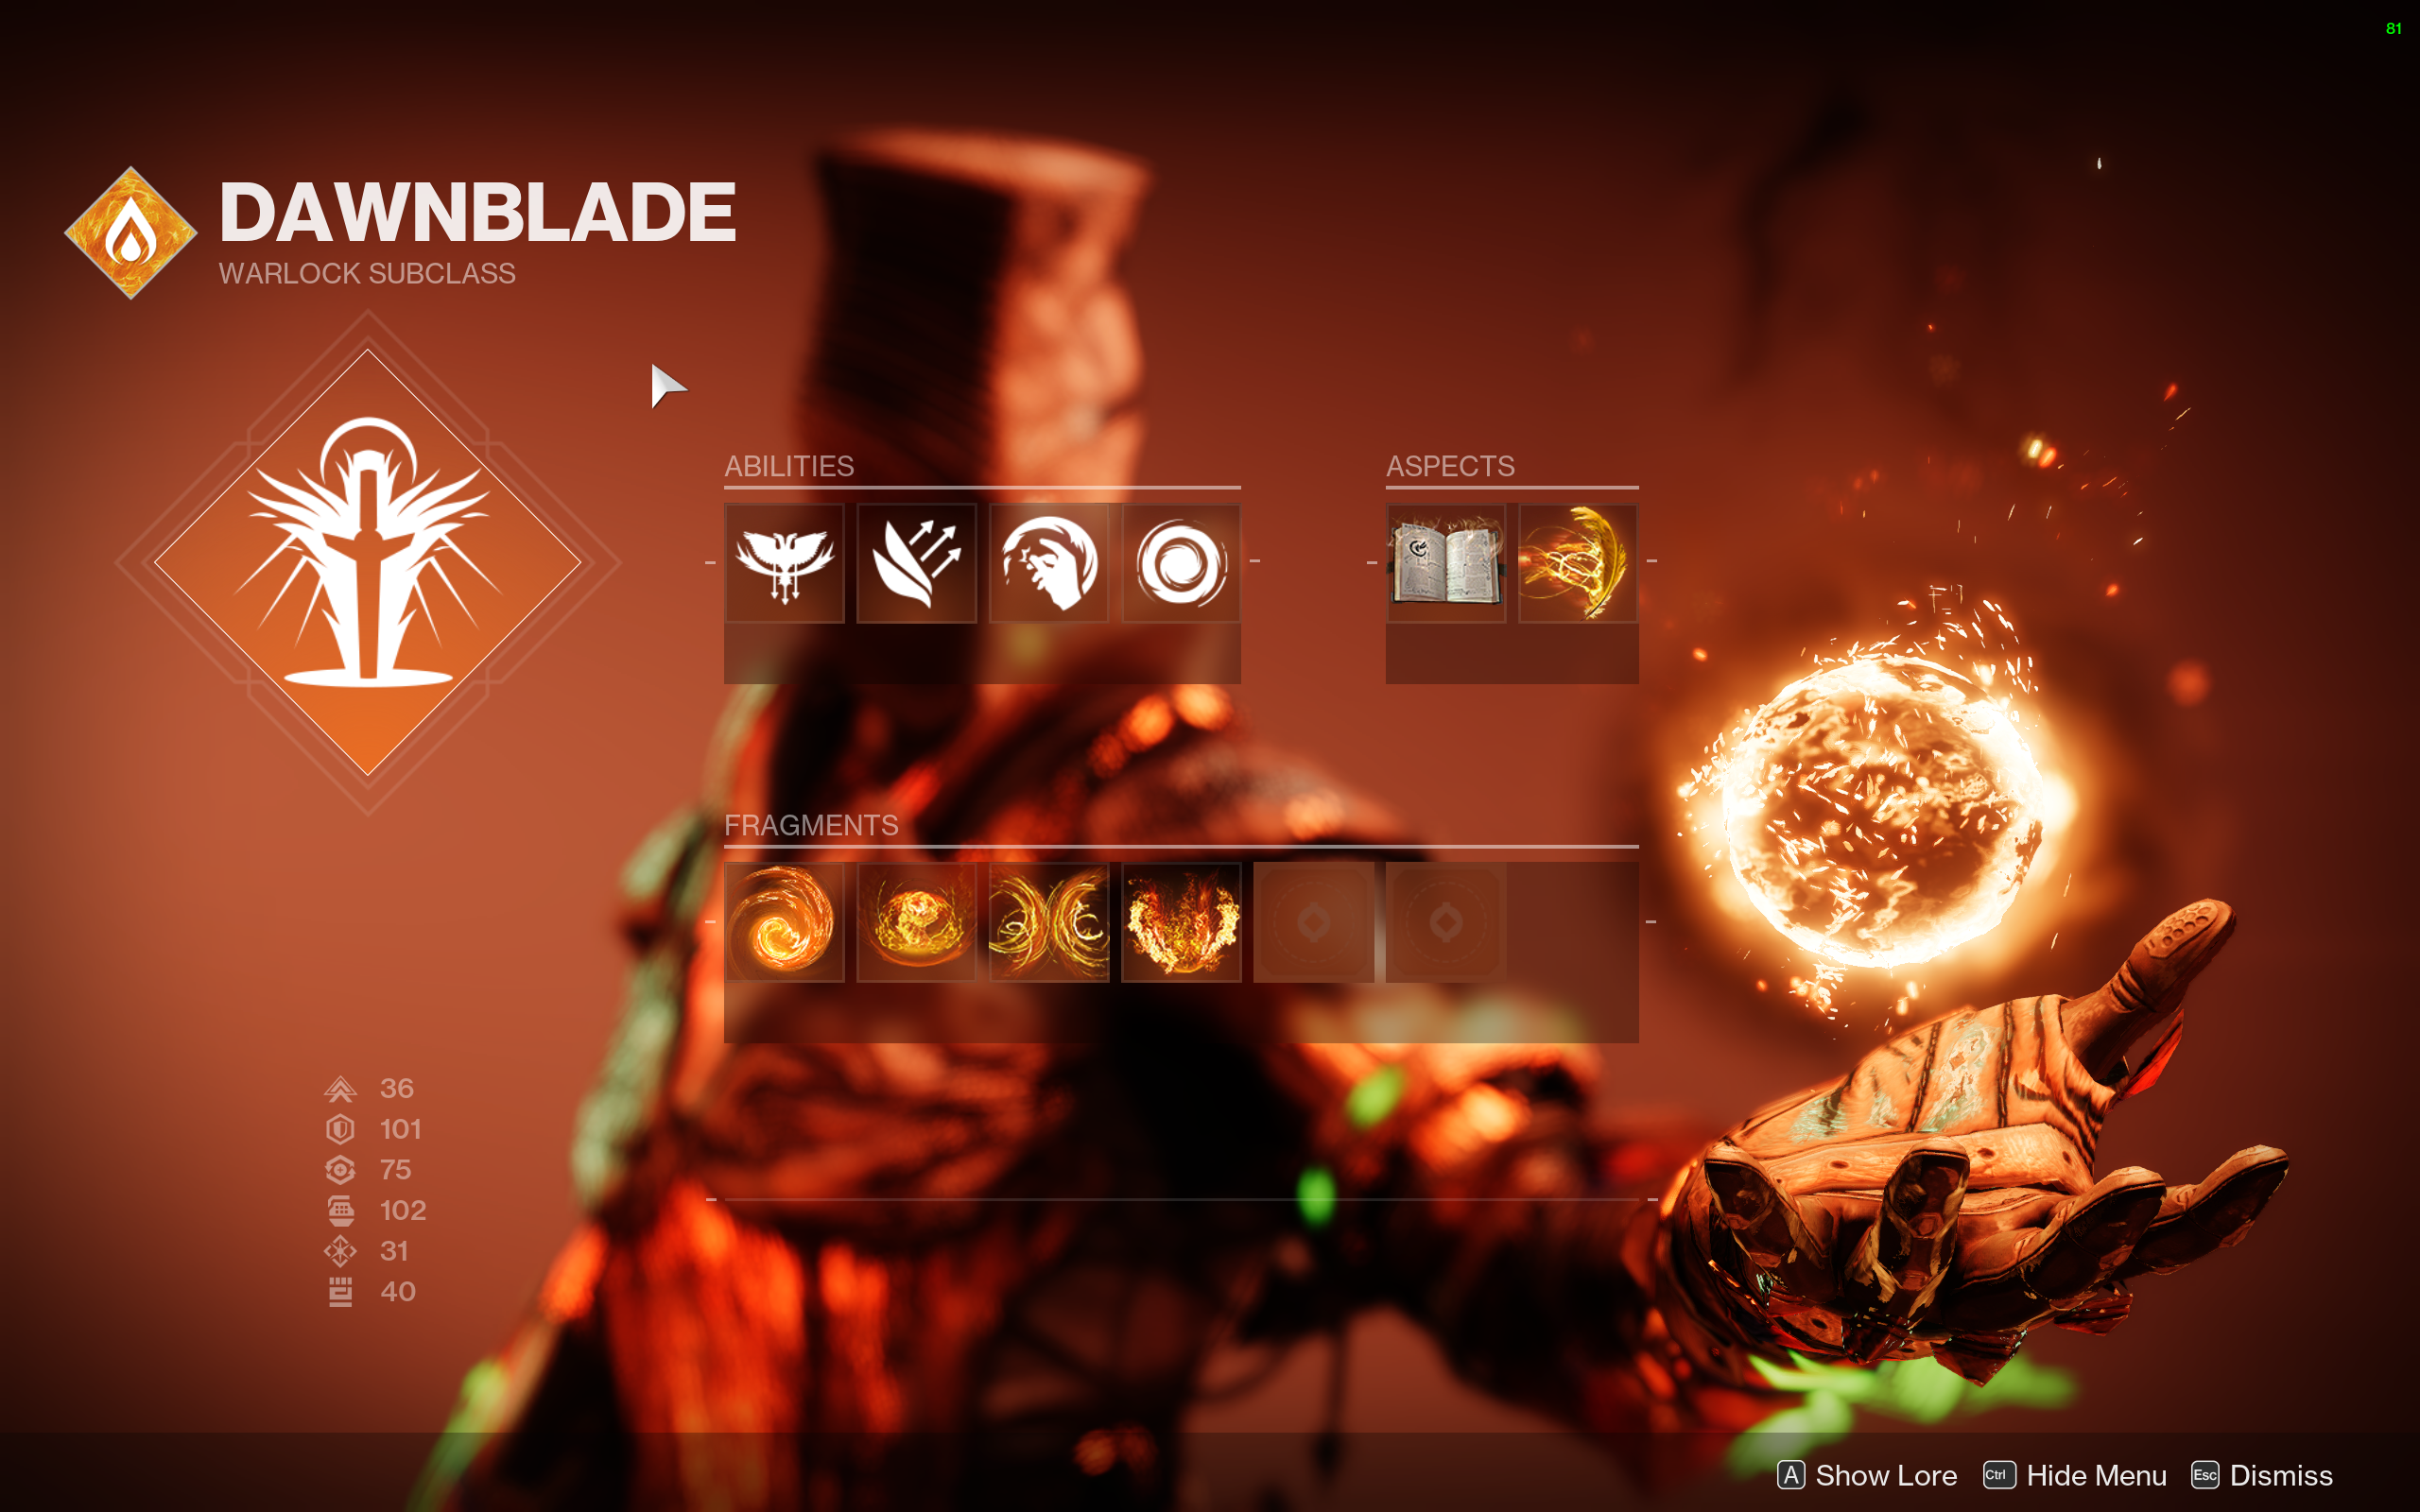 81
DAWNBLADE
WARLOCK SUBCLASS
ABILITIES
ASPECTS
FRAGMENTS
36
101
75
102
31
40
A Show Lore Ctrl Hide Menu Esc Dismiss